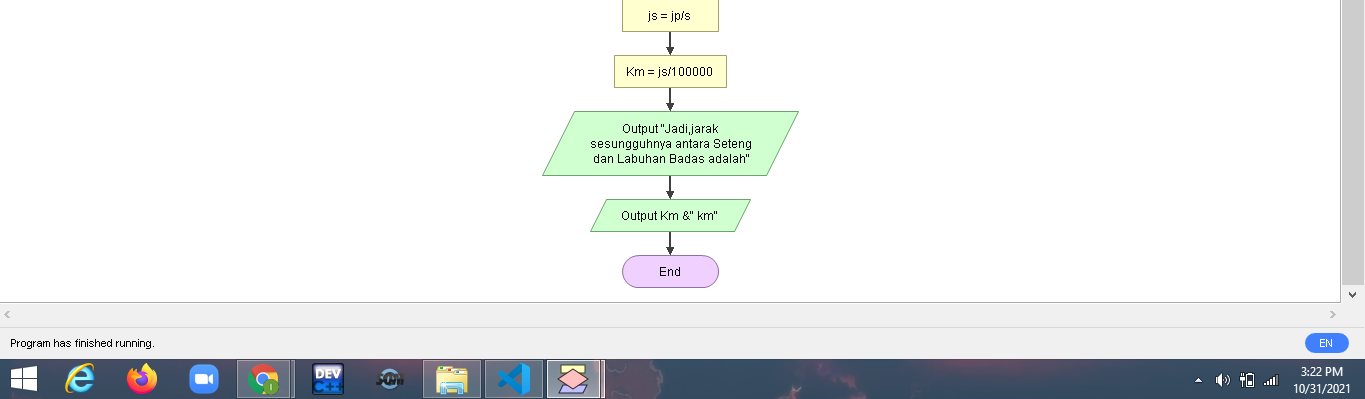 js = jp/s
Km = js/100000
Output "Jadi,jarak
sesungguhnya antara Seteng
dan Labuhan Badas adalah"
Output Km &" km"
End
Program has finished running.
EN
DEV
3:22 PM
10/31/2021